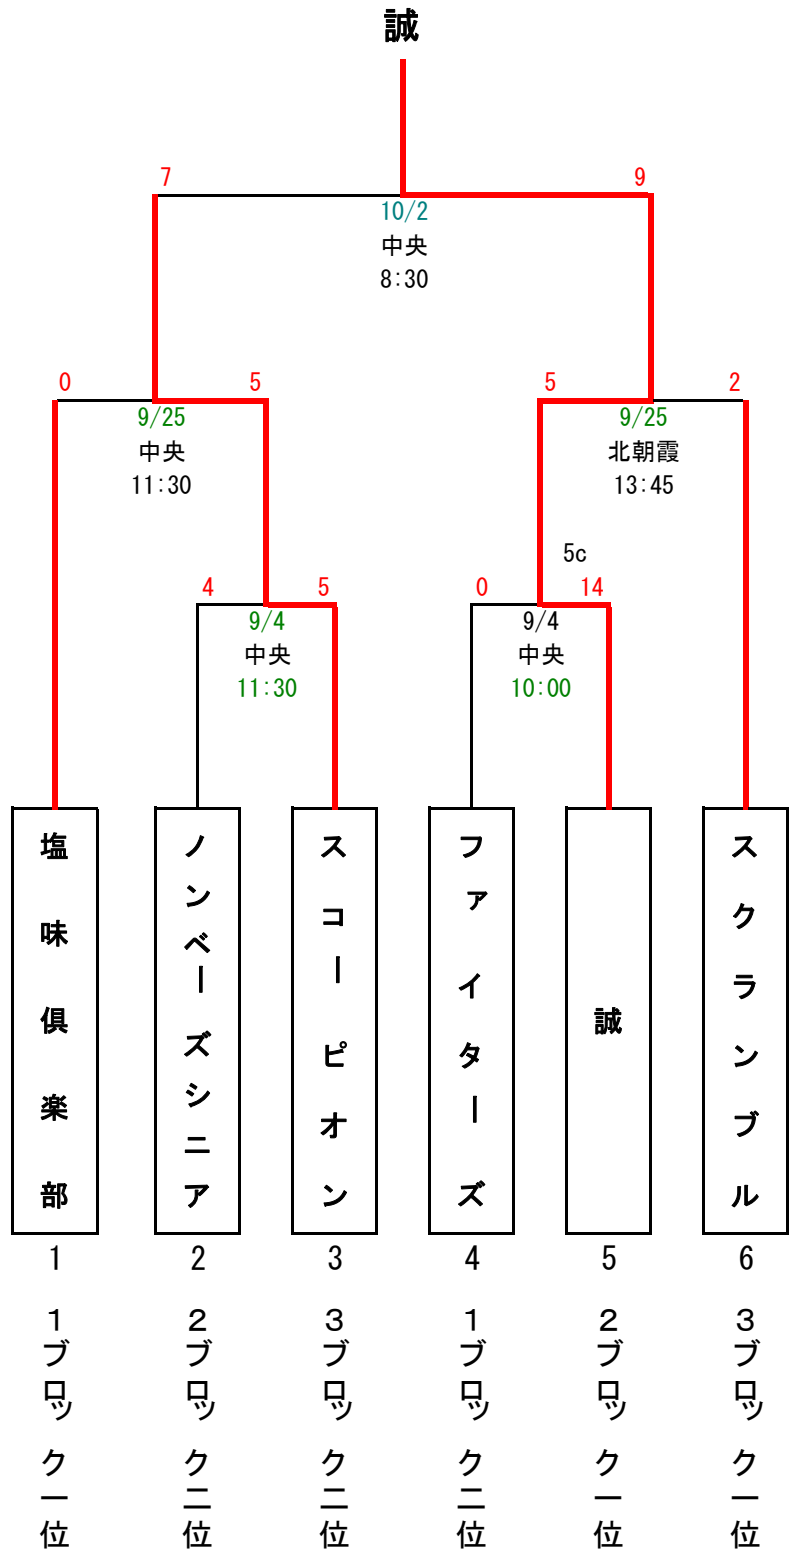 誠
7
9
10/2
中央
8:30
0
5
5
2
9/25
中央
11:30
9/25
北朝霞
13:45
5c
4
5
0
14
9/4
中央
11:30
9/4
中央
10:00
塩味倶楽部
ノンベーズシニア
スコーピオン
ファイターズ
誠
スクランブル
1
2
3
4
5
6
1ブロック一位
2ブロック二位
3ブロック二位
1ブロック二位
2ブロック一位
3ブロック一位